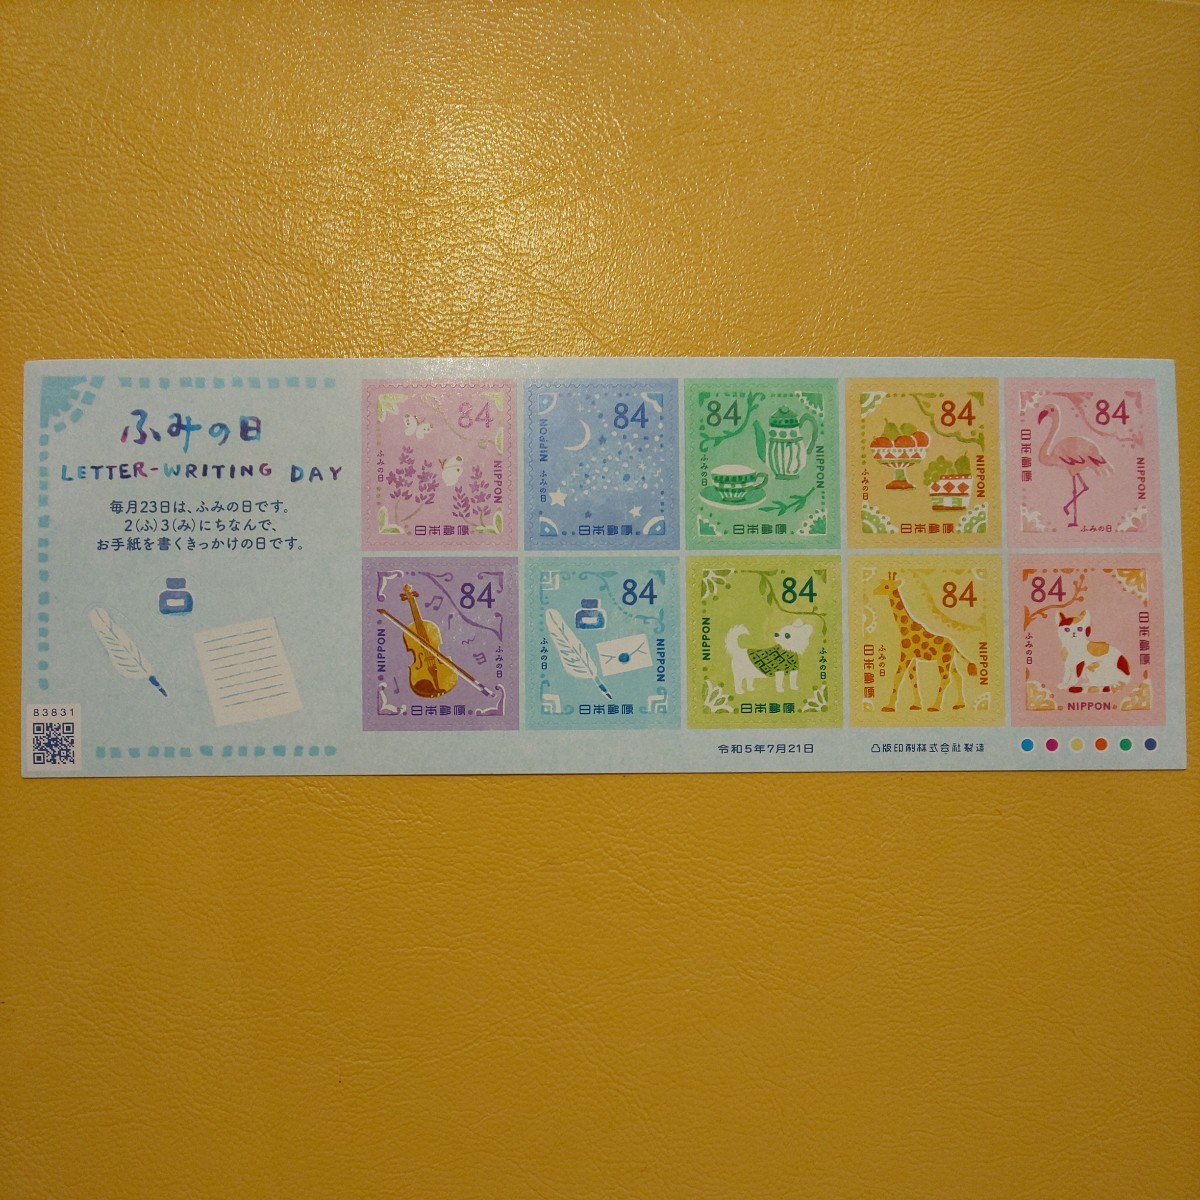 ふみの日
LETTER-WRITING DAY
毎月23日は、ふみの日です。
2(ふ)3(み)にちなんで、
お手紙を書くきっかけの日です。
83831
84
ふみの日
NIPPON
日本郵便
84
NIPPON
ふみの日
日本郵便
84
ふみの日
NIPPON
日本郵便
84
ふみの日
NIPPON
日本郵便
84
日本郵便
NIPPON
ふみの日
84
NIPPON
ふみの日
日本郵便
84
ふみの日
NIPPON
日本郵便
84
NIPPON
ふみの日
日本郵便
84
ふみの日
日本郵便
NIPPON
84
ふみの日
日本郵便
NIPPON
令和5年7月21日
凸版印刷株式会社製造